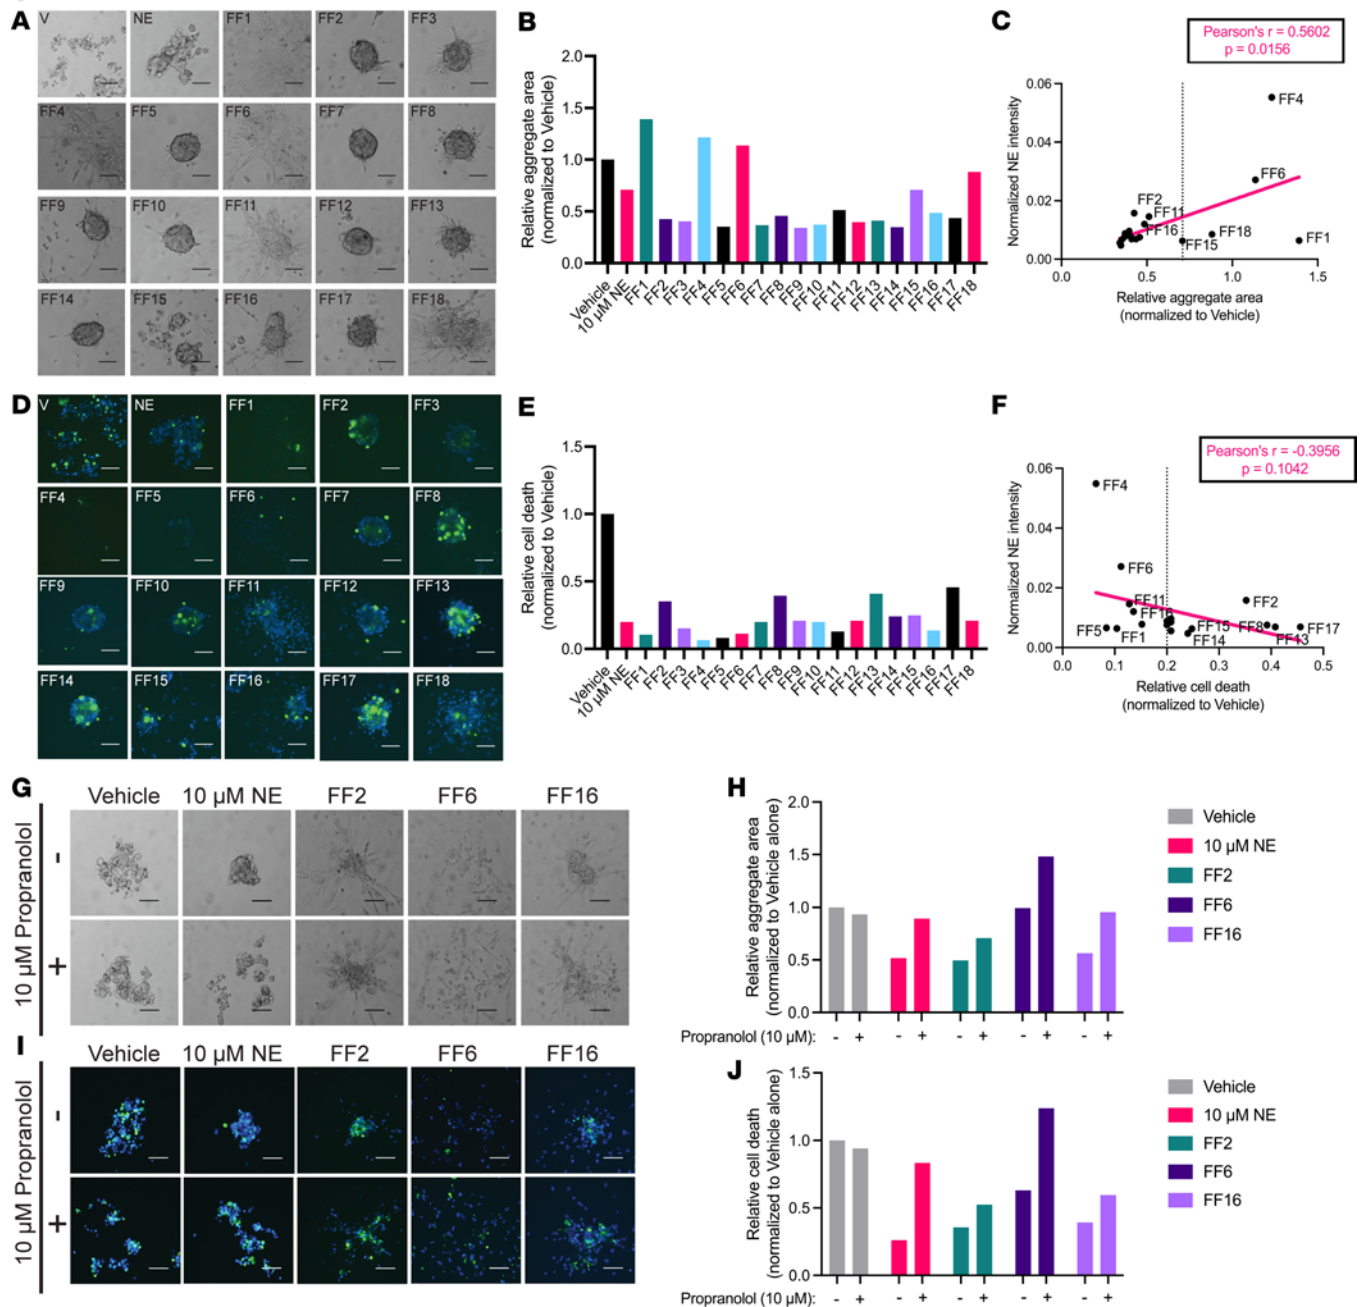 A
V NE FF1 FF2 FF3
FF4 FF5 FF6 FF7 FF8
FF9 FF10 FF11 FF12 FF13
FF14 FF15 FF16 FF17 FF18
B
Relative aggregate area
(normalized to Vehicle)
2.0
1.5
1.0
0.5
0.0
Vehicle 10 µM NE FF1 FF2 FF3 FF4 FF5 FF6 FF7 FF8 FF9 FF10 FF11 FF12 FF13 FF14 FF15 FF16 FF17 FF18
C
Pearson's r = 0.5602
p = 0.0156
Normalized NE intensity
0.06
0.04
0.02
0.00
FF4
FF6
FF2
FF11
FF16
FF15
FF18
FF1
0.0 0.5 1.0 1.5
Relative aggregate area
(normalized to Vehicle)
D
V NE FF1 FF2 FF3
FF4 FF5 FF6 FF7 FF8
FF9 FF10 FF11 FF12 FF13
FF14 FF15 FF16 FF17 FF18
E
Relative cell death
(normalized to Vehicle)
1.5
1.0
0.5
0.0
Vehicle 10 µM NE FF1 FF2 FF3 FF4 FF5 FF6 FF7 FF8 FF9 FF10 FF11 FF12 FF13 FF14 FF15 FF16 FF17 FF18
F
Pearson's r = -0.3956
p = 0.1042
Normalized NE intensity
0.06
0.04
0.02
0.00
FF4
FF6
FF11
FF16
FF2
FF5
FF1
FF15
FF14
FF8
FF13
FF17
0.0 0.1 0.2 0.3 0.4 0.5
Relative cell death
(normalized to Vehicle)
G
Vehicle 10 µM NE FF2 FF6 FF16
10 µM Propranolol
-
+
H
Relative aggregate area
(normalized to Vehicle alone)
2.0
1.5
1.0
0.5
0.0
Propranolol (10 µM): - + - + - + - + - +
Vehicle
10 µM NE
FF2
FF6
FF16
I
Vehicle 10 µM NE FF2 FF6 FF16
10 µM Propranolol
-
+
J
Relative cell death
(normalized to Vehicle alone)
1.5
1.0
0.5
0.0
Propranolol (10 µM): - + - + - + - + - +
Vehicle
10 µM NE
FF2
FF6
FF16